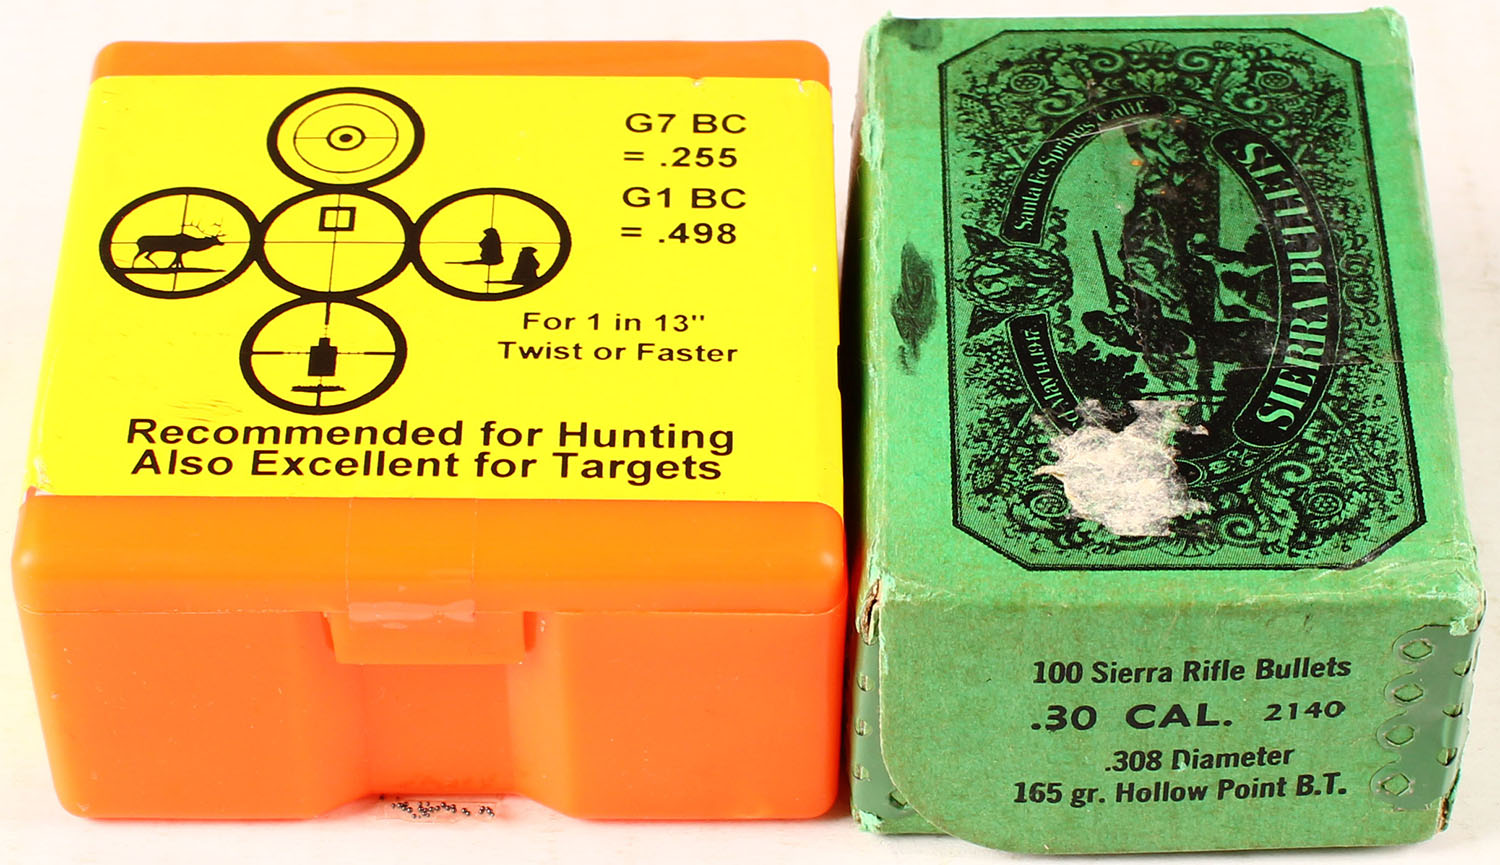 G7 BC
= .255
G1 BC
= .498
For 1 in 13"
Twist or Faster
Recommended for Hunting
Also Excellent for Targets
Santa Fe Springs, Calif.
SIERRA BULLETS
100 Sierra Rifle Bullets
.30 CAL. 2140
.308 Diameter
165 gr. Hollow Point B.T.